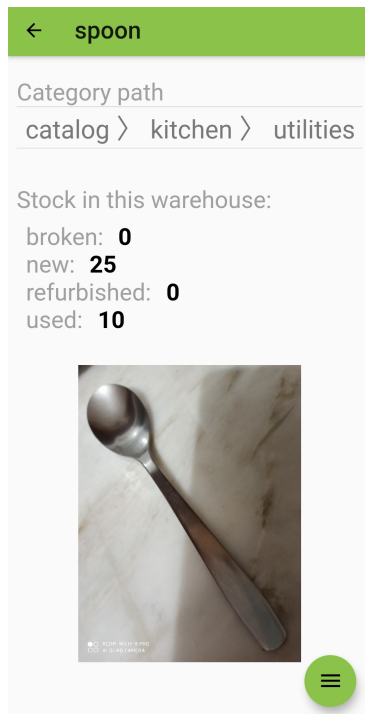 spoon
Category path
catalog kitchen utilities
Stock in this warehouse:
broken: 0
new: 25
refurbished: 0
used: 10